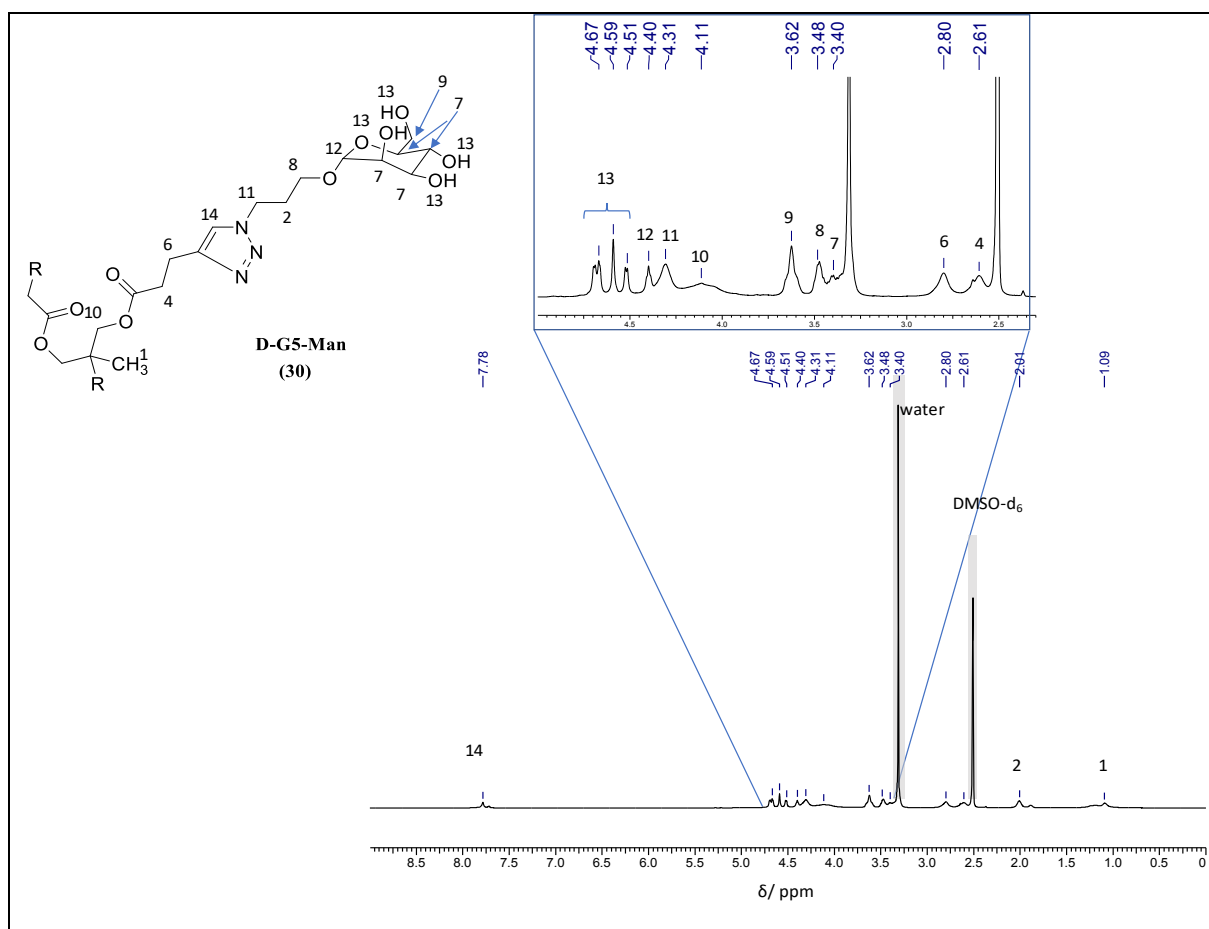 4.67
4.59
4.51
4.40
4.31
4.11
3.62
3.48
3.40
2.80
2.61
13
9
7
HO
13
OH
O
13
12
OH
8
O
7
7
OH
13
11
2
14
N
N
N
6
R
O
4
O
10
O
O
CH3
1
R
D-G5-Man
(30)
13
12
11
10
9
8
7
6
4
4.5
4.0
3.5
3.0
2.5
7.78
4.67
4.59
4.51
4.40
4.31
4.11
3.62
3.48
3.40
2.80
2.61
2.01
1.09
water
DMSO-d6
14
2
1
8.5 8.0 7.5 7.0 6.5 6.0 5.5 5.0 4.5 4.0 3.5 3.0 2.5 2.0 1.5 1.0 0.5 0
δ/ ppm